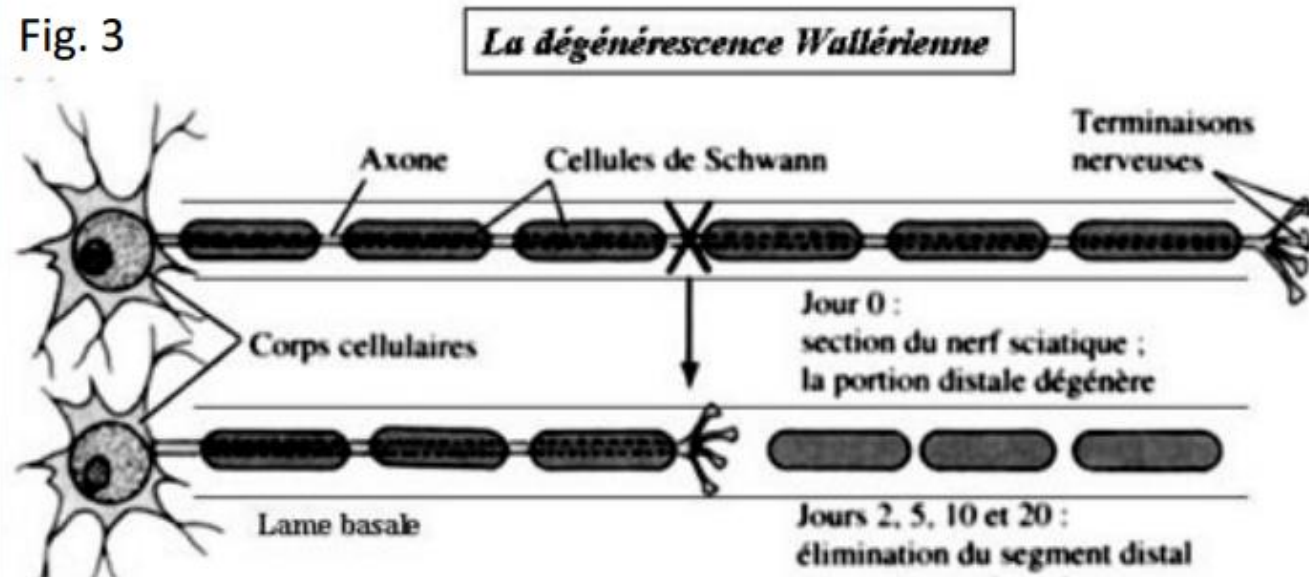 Fig. 3
La dégénérescence Wallérienne
Terminaisons
nerveuses
Axone
Cellules de Schwann
Jour 0 :
section du nerf sciatique ;
la portion distale dégénère
Corps cellulaires
Lame basale
Jours 2, 5, 10 et 20 :
élimination du segment distal